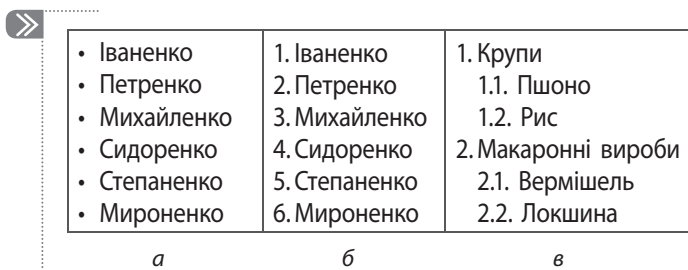 • Іваненко
• Петренко
• Михайленко
• Сидоренко
• Степаненко
• Мироненко
1. Іваненко
2. Петренко
3. Михайленко
4. Сидоренко
5. Степаненко
6. Мироненко
1. Крупи
1.1. Пшоно
1.2. Рис
2. Макаронні вироби
2.1. Вермішель
2.2. Локшина
а
б
в